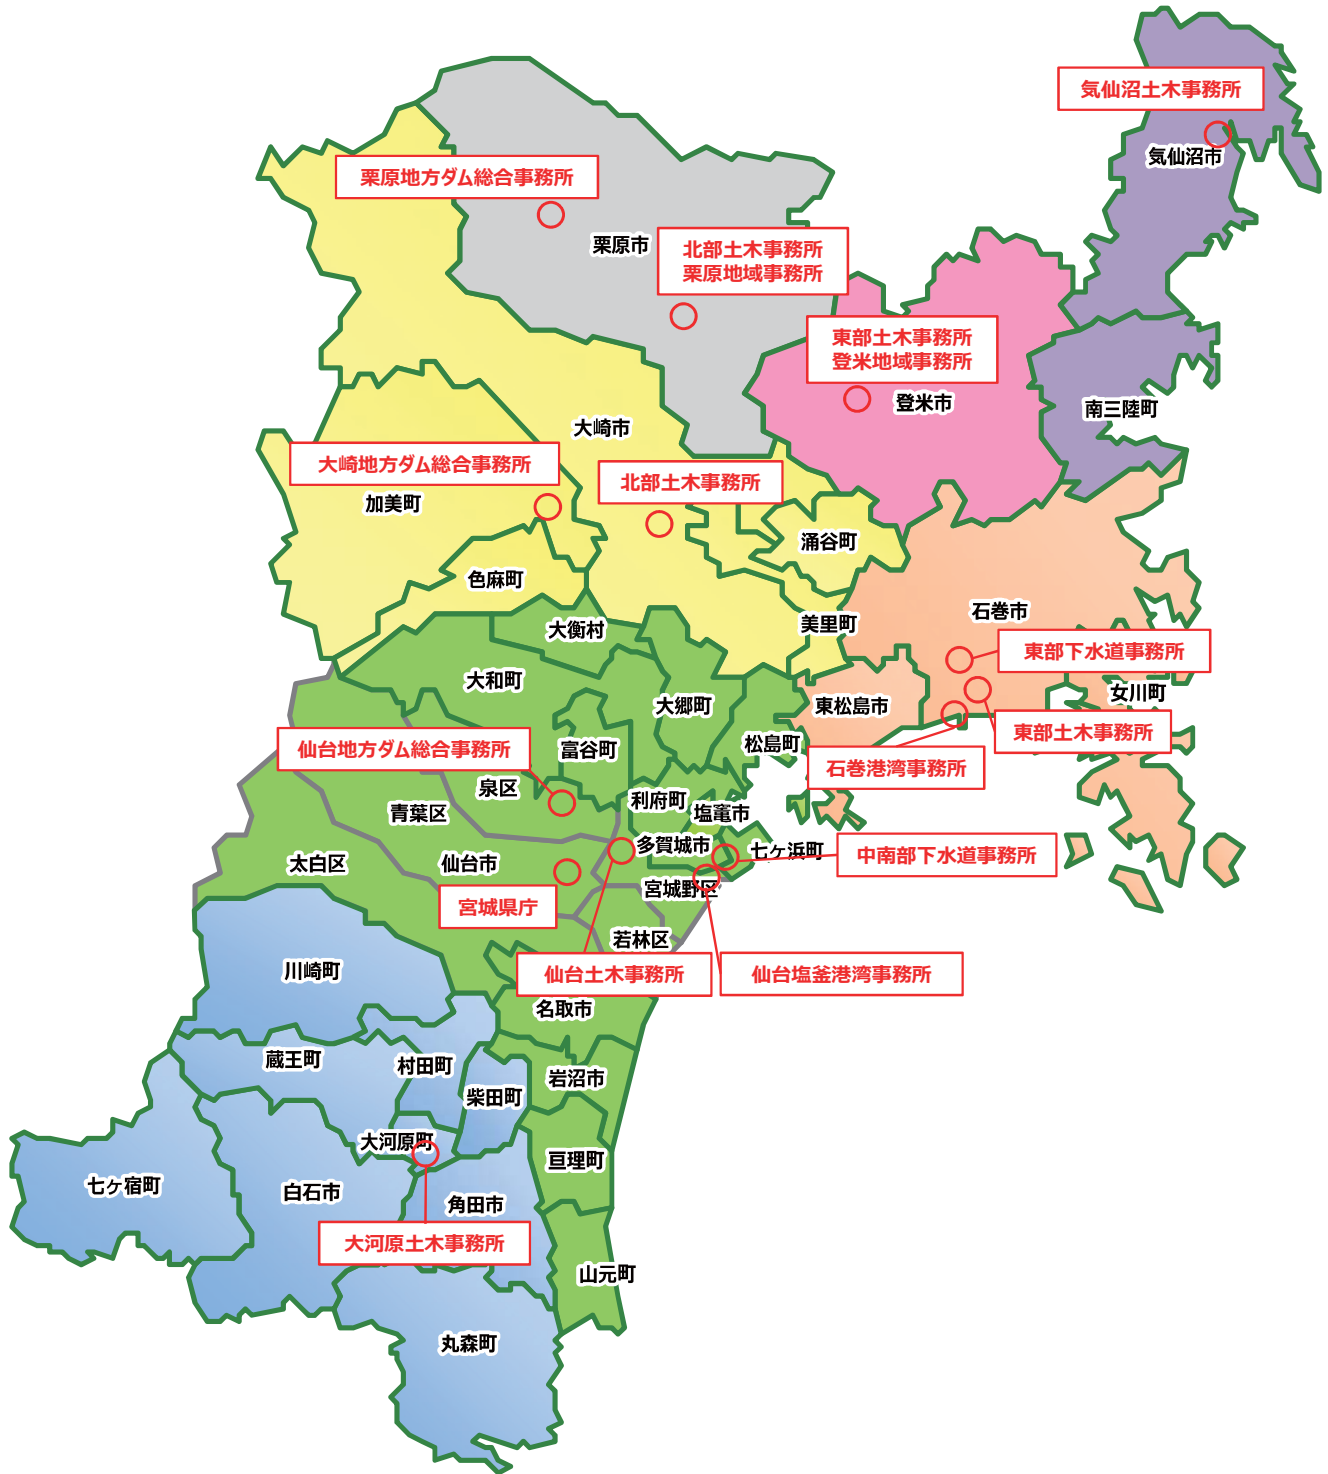 気仙沼土木事務所
気仙沼市
栗原地方ダム総合事務所
栗原市
北部土木事務所
栗原地域事務所
東部土木事務所
登米地域事務所
登米市
南三陸町
大崎市
大崎地方ダム総合事務所
北部土木事務所
加美町
涌谷町
色麻町
石巻市
美里町
大衡村
東部下水道事務所
大和町
女川町
大郷町
東松島市
東部土木事務所
松島町
仙台地方ダム総合事務所
富谷町
石巻港湾事務所
泉区
利府町
青葉区
塩竈市
多賀城市
七ヶ浜町
中南部下水道事務所
太白区
仙台市
宮城野区
宮城県庁
若林区
川崎町
仙台土木事務所
仙台塩釜港湾事務所
名取市
蔵王町
村田町
岩沼市
柴田町
大河原町
亘理町
七ヶ宿町
白石市
角田市
大河原土木事務所
山元町
丸森町